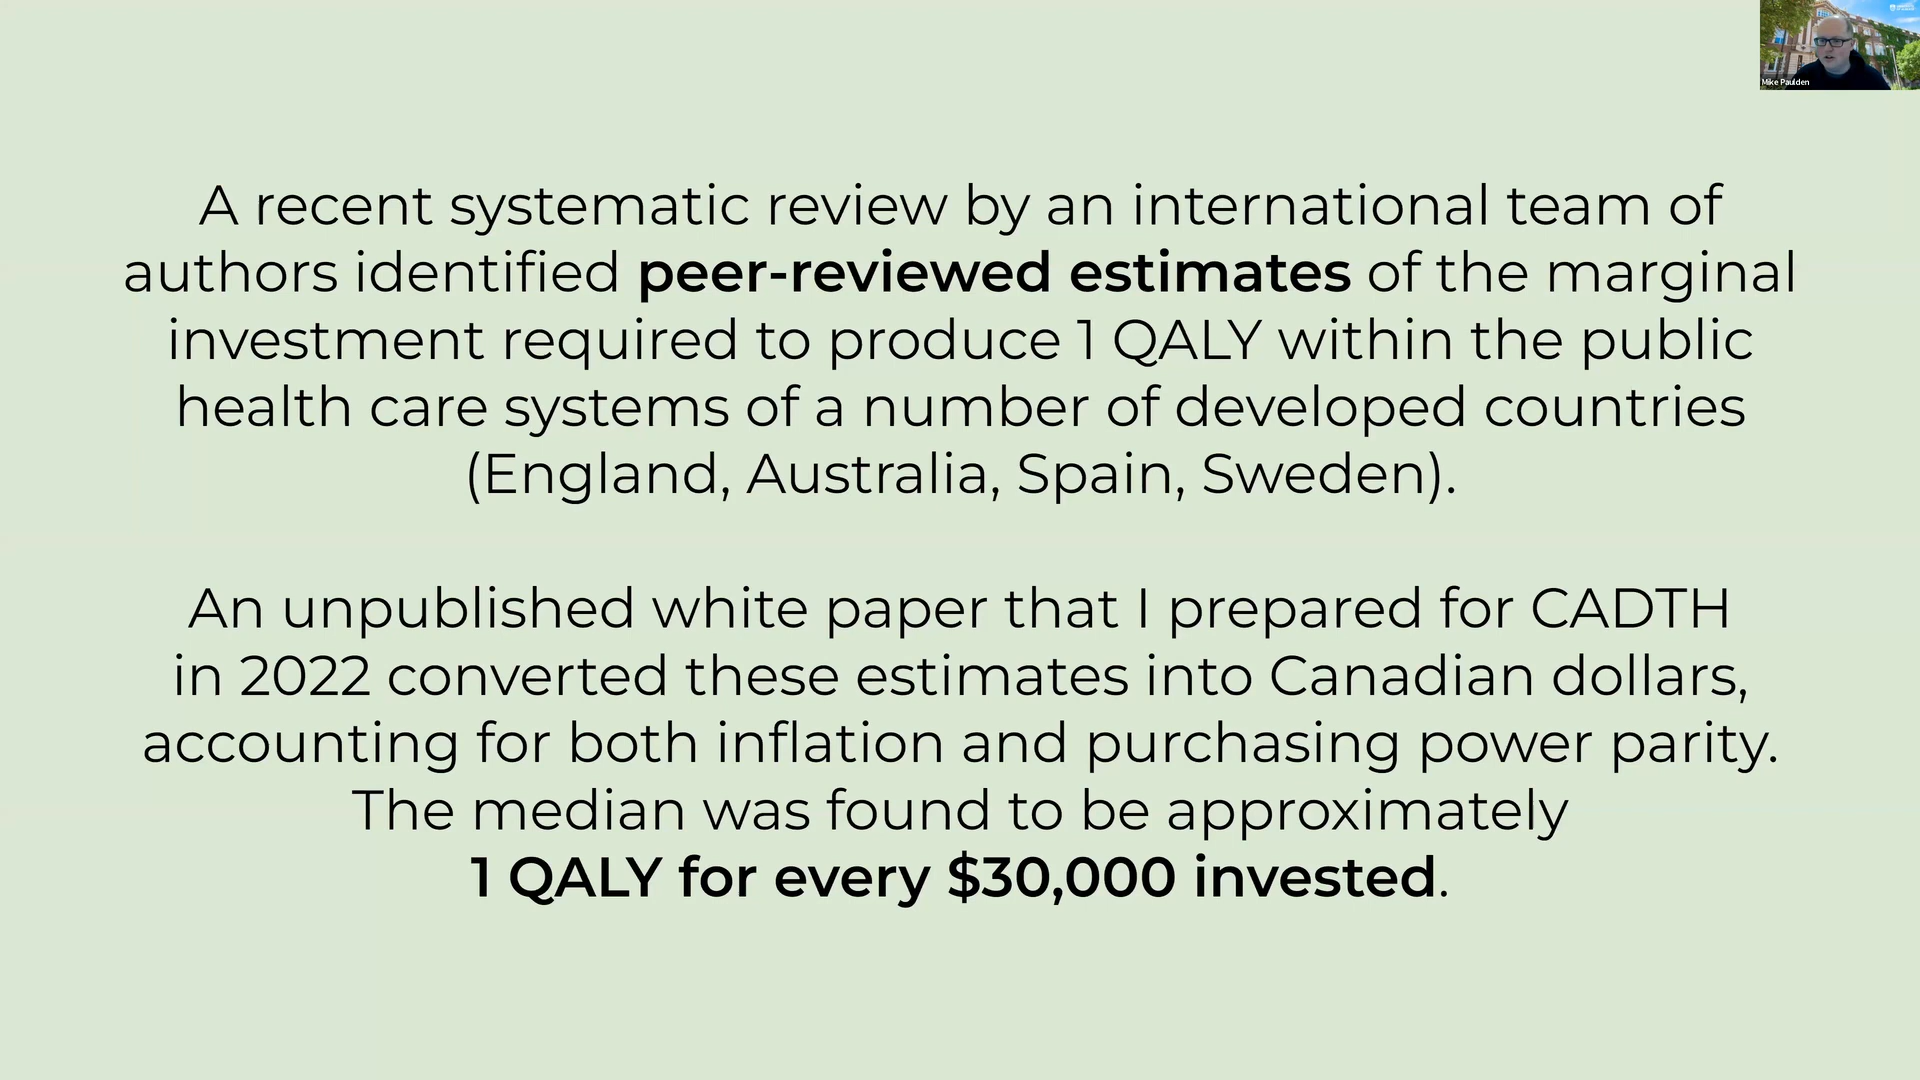 Mike Paulden
A recent systematic review by an international team of
authors identified peer-reviewed estimates of the marginal
investment required to produce 1 QALY within the public
health care systems of a number of developed countries
(England, Australia, Spain, Sweden).
An unpublished white paper that I prepared for CADTH
in 2022 converted these estimates into Canadian dollars,
accounting for both inflation and purchasing power parity.
The median was found to be approximately
1 QALY for every $30,000 invested.